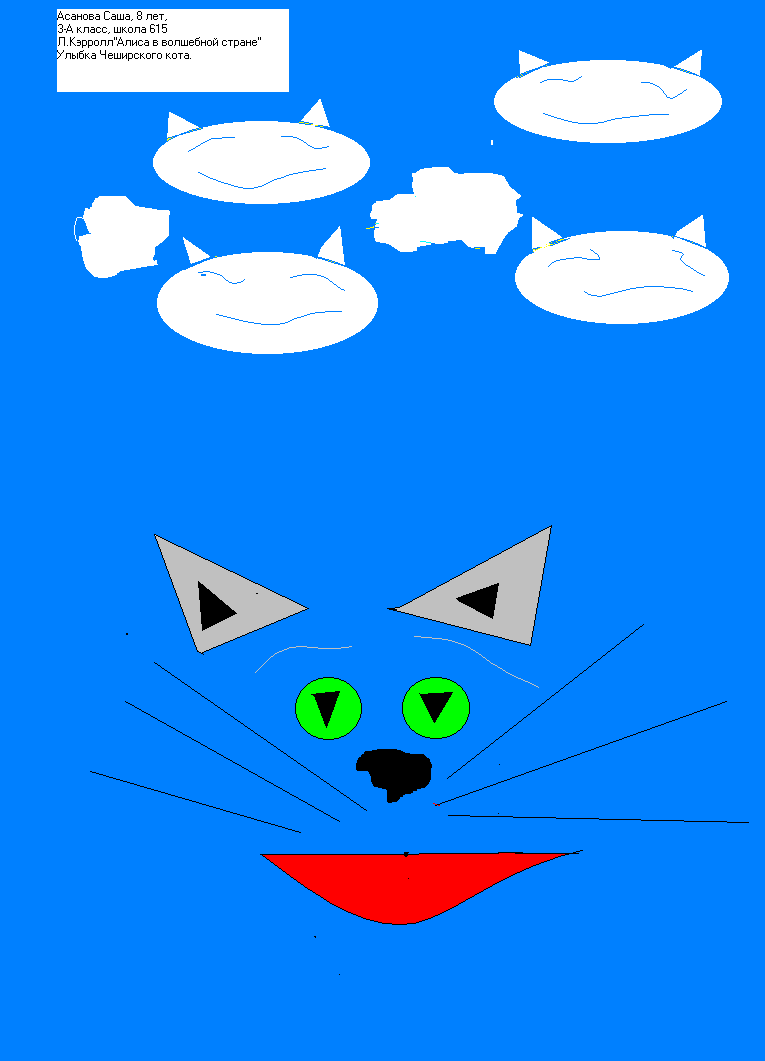 Асанова Саша, 8 лет,
3-А класс, школа 615
Л.Кэрролл"Алиса в волшебной стране"
Улыбка Чеширского кота.